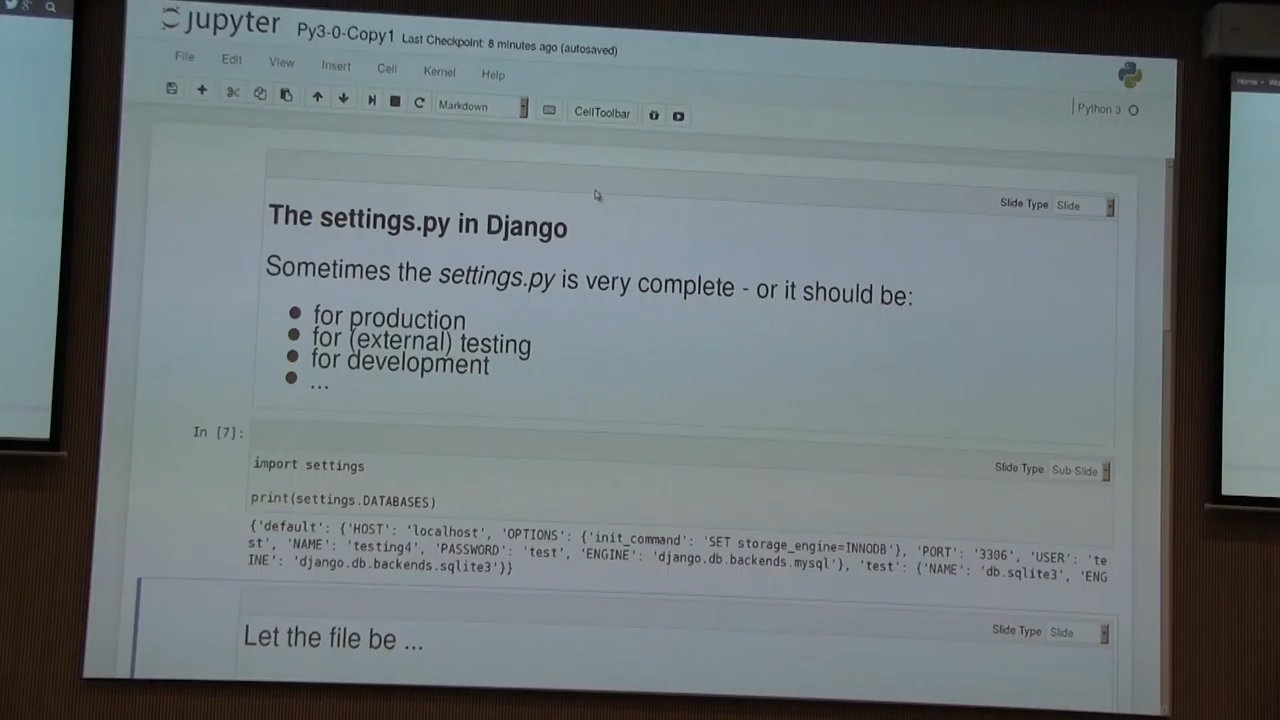 jupyter Py3-0-Copy1 Last Checkpoint: 8 minutes ago (autosaved)
File Edit View Insert Cell Kernel Help
Markdown CellToolbar Python 3
Slide Type Slide
The settings.py in Django
Sometimes the settings.py is very complete - or it should be:
for production
for (external) testing
for development
...
In [7]:
Slide Type Sub-Slide
import settings
print(settings.DATABASES)
{'default': {'HOST': 'localhost', 'OPTIONS': {'init_command': 'SET storage_engine=INNODB'}, 'PORT': '3306', 'USER': 'te
st', 'NAME': 'testing4', 'PASSWORD': 'test', 'ENGINE': 'django.db.backends.mysql'}, 'test': {'NAME': 'db.sqlite3', 'ENG
INE': 'django.db.backends.sqlite3'}}
Slide Type Slide
Let the file be ...
Home